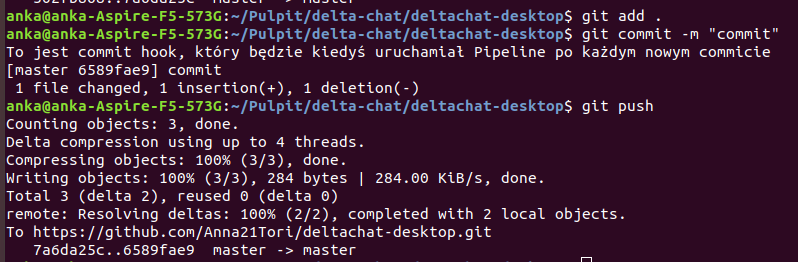 anka@anka-Aspire-F5-573G:~/Pulpit/delta-chat/deltachat-desktop$ git add .
anka@anka-Aspire-F5-573G:~/Pulpit/delta-chat/deltachat-desktop$ git commit -m "commit"
To jest commit hook, który będzie kiedyś uruchamiał Pipeline po każdym nowym commicie
[master 6589fae9] commit
 1 file changed, 1 insertion(+), 1 deletion(-)
anka@anka-Aspire-F5-573G:~/Pulpit/delta-chat/deltachat-desktop$ git push
Counting objects: 3, done.
Delta compression using up to 4 threads.
Compressing objects: 100% (3/3), done.
Writing objects: 100% (3/3), 284 bytes | 284.00 KiB/s, done.
Total 3 (delta 2), reused 0 (delta 0)
remote: Resolving deltas: 100% (2/2), completed with 2 local objects.
To https://github.com/Anna21Tori/deltachat-desktop.git
   7a6da25c..6589fae9  master -> master